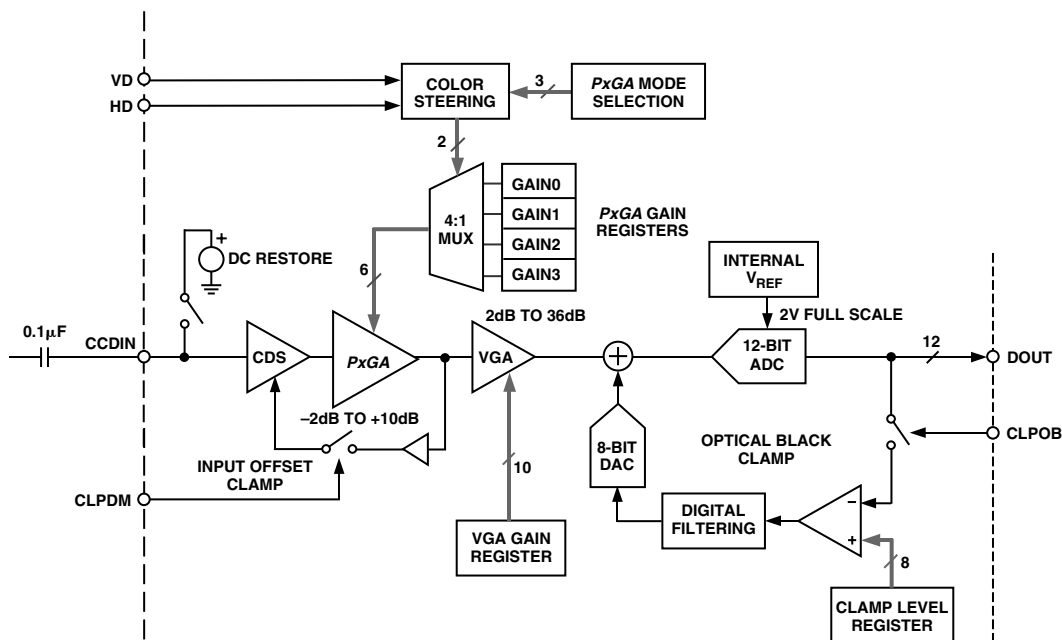 VD
HD
COLOR
STEERING
3
PxGA MODE
SELECTION
2
4:1
MUX
GAIN0
GAIN1
GAIN2
GAIN3
PxGA GAIN
REGISTERS
6
+
DC RESTORE
INTERNAL
VREF
2V FULL SCALE
0.1µF
CCDIN
CDS
PxGA
2dB TO 36dB
VGA
+
12-BIT
ADC
12
DOUT
–2dB TO +10dB
INPUT OFFSET
CLAMP
CLPDM
10
VGA GAIN
REGISTER
8-BIT
DAC
OPTICAL BLACK
CLAMP
CLPOB
DIGITAL
FILTERING
–
+
8
CLAMP LEVEL
REGISTER